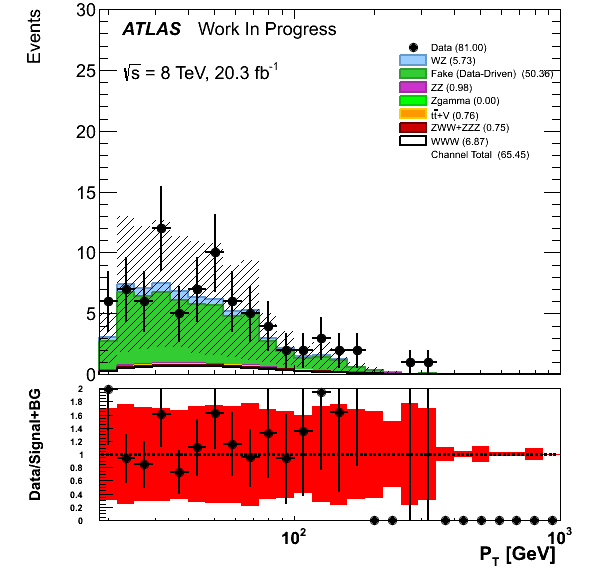 Events
30
25
20
15
10
5
0
ATLAS Work In Progress
√s = 8 TeV, 20.3 fb⁻¹
Data (81.00)
WZ (5.73)
Fake (Data-Driven) (50.36)
ZZ (0.98)
Zgamma (0.00)
tt̄+V (0.76)
ZWW+ZZZ (0.75)
WWW (6.87)
Channel Total (65.45)
Data/Signal+BG
2
1.8
1.6
1.4
1.2
1
0.8
0.6
0.4
0.2
0
10²
10³
P_T [GeV]